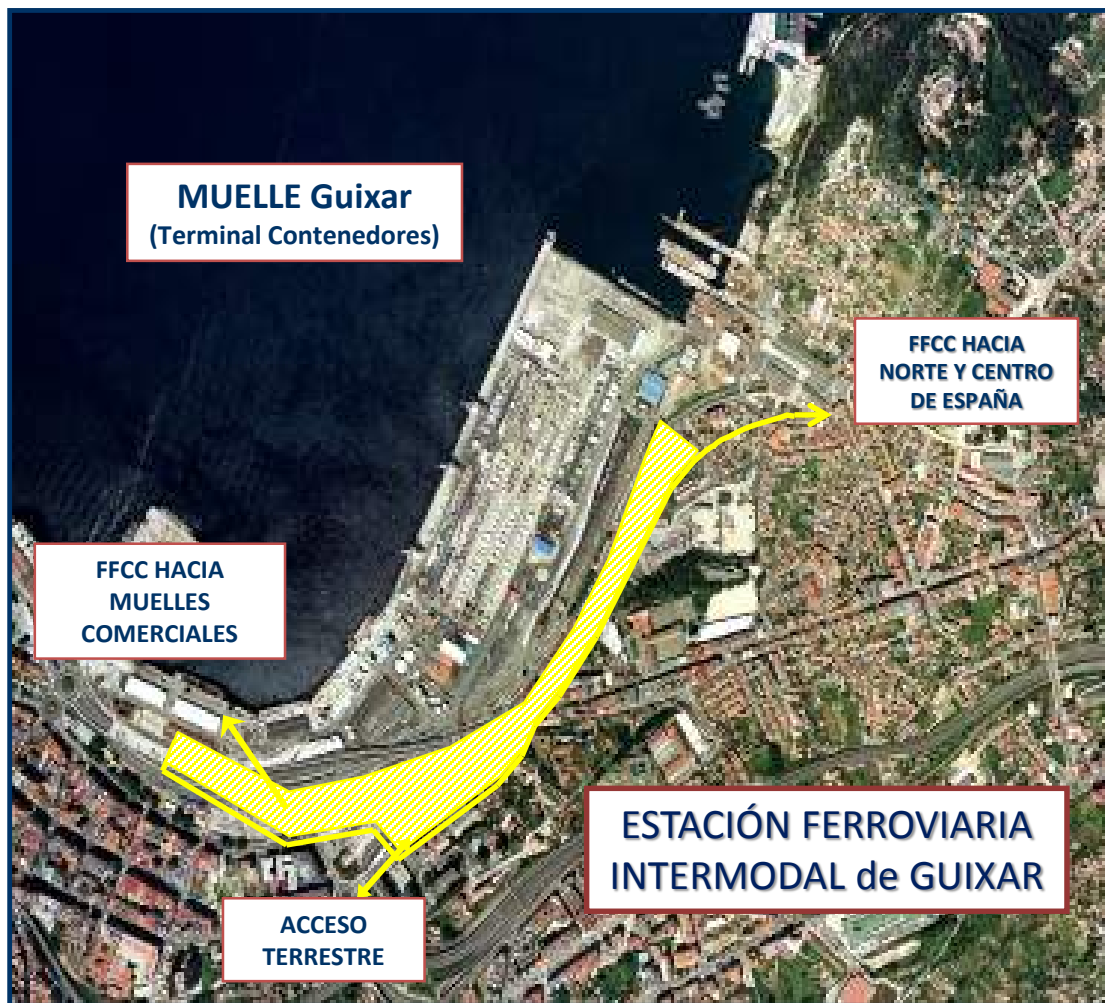 MUELLE Guixar
(Terminal Contenedores)
FFCC HACIA
NORTE Y CENTRO
DE ESPAÑA
FFCC HACIA
MUELLES
COMERCIALES
ESTACIÓN FERROVIARIA
INTERMODAL de GUIXAR
ACCESO
TERRESTRE